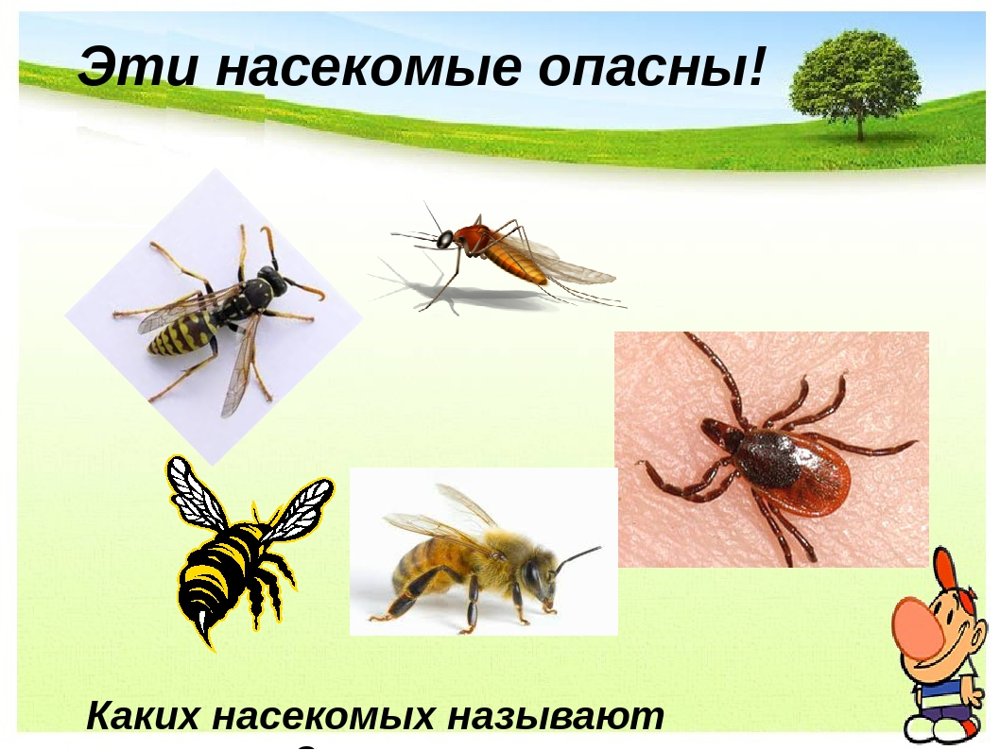 Эти насекомые опасны!
Каких насекомых называют